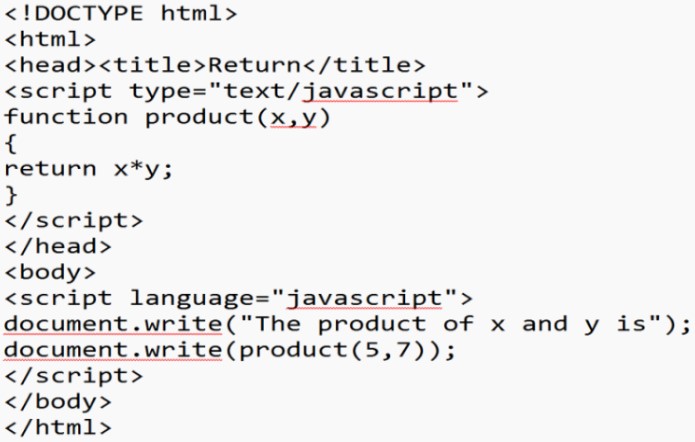 <!DOCTYPE html>
<html>
<head><title>Return</title>
<script type="text/javascript">
function product(x,y)
{
return x*y;
}
</script>
</head>
<body>
<script language="javascript">
document.write("The product of x and y is");
document.write(product(5,7));
</script>
</body>
</html>